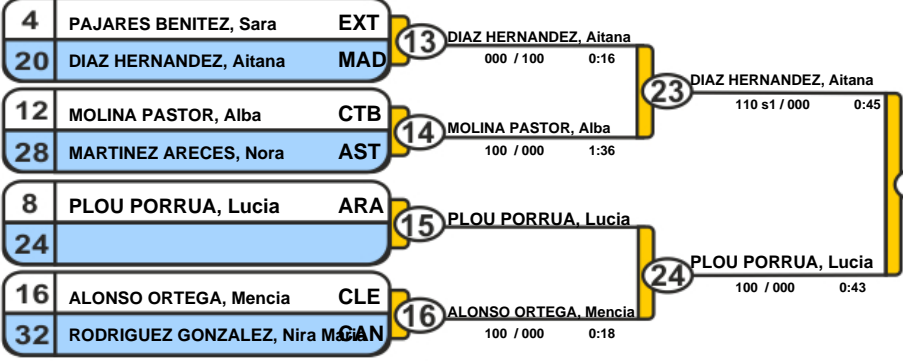 4 PAJARES BENITEZ, Sara EXT
20 DIAZ HERNANDEZ, Aitana MAD
13
DIAZ HERNANDEZ, Aitana
000 / 100 0:16
12 MOLINA PASTOR, Alba CTB
28 MARTINEZ ARECES, Nora AST
14
MOLINA PASTOR, Alba
100 / 000 1:36
23
DIAZ HERNANDEZ, Aitana
110 s1 / 000 0:45
8 PLOU PORRUA, Lucia ARA
24
15
PLOU PORRUA, Lucia
16 ALONSO ORTEGA, Mencia CLE
32 RODRIGUEZ GONZALEZ, Nira Maria CAN
16
ALONSO ORTEGA, Mencia
100 / 000 0:18
24
PLOU PORRUA, Lucia
100 / 000 0:43